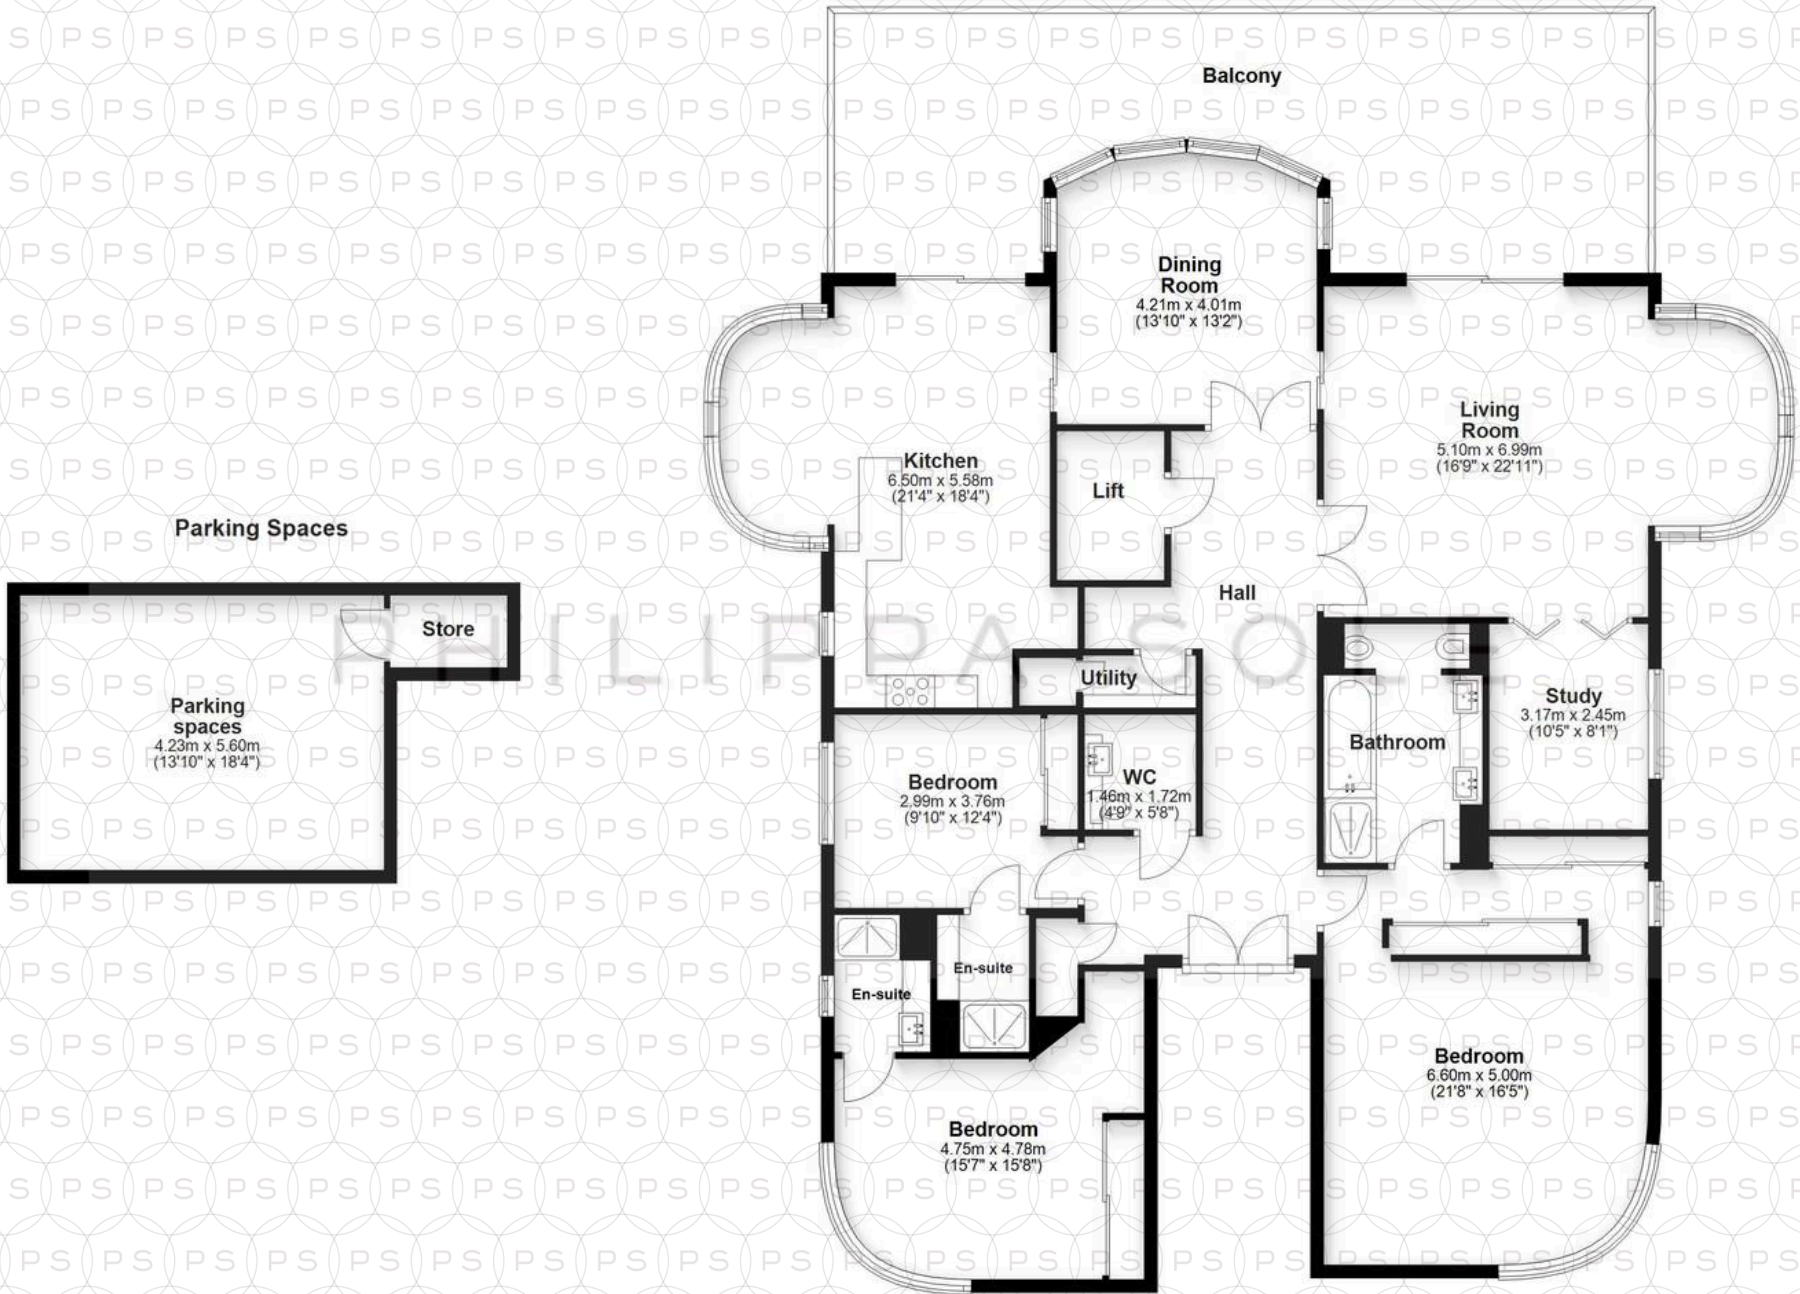 Balcony
Dining
Room
4.21m x 4.01m
(13'10" x 13'2")
Living
Room
5.10m x 6.99m
(16'9" x 22'11")
Kitchen
6.50m x 5.58m
(21'4" x 18'4")
Lift
Parking Spaces
Hall
Store
PHILIPPA SOLE
Utility
Parking
spaces
4.23m x 5.60m
(13'10" x 18'4")
Study
3.17m x 2.45m
(10'5" x 8'1")
Bathroom
Bedroom
2.99m x 3.76m
(9'10" x 12'4")
WC
1.46m x 1.72m
(4'9" x 5'8")
En-suite
En-suite
Bedroom
6.60m x 5.00m
(21'8" x 16'5")
Bedroom
4.75m x 4.78m
(15'7" x 15'8")